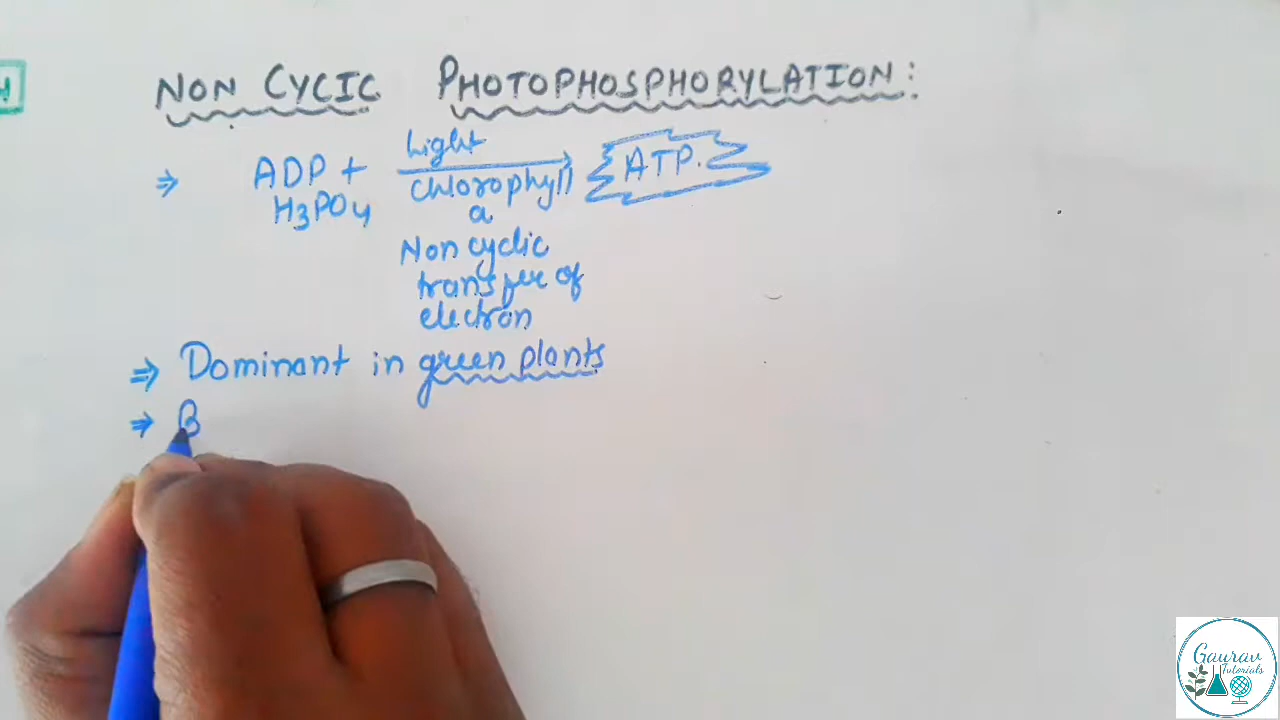 4
NON CYCLIC PHOTOPHOSPHORYLATION:
⇒ ADP + H3PO4
Light
Chlorophyll
a
Non cyclic
transfer of
electron
ATP.
⇒ Dominant in green plants
⇒ B
Gaurav
Tutorials